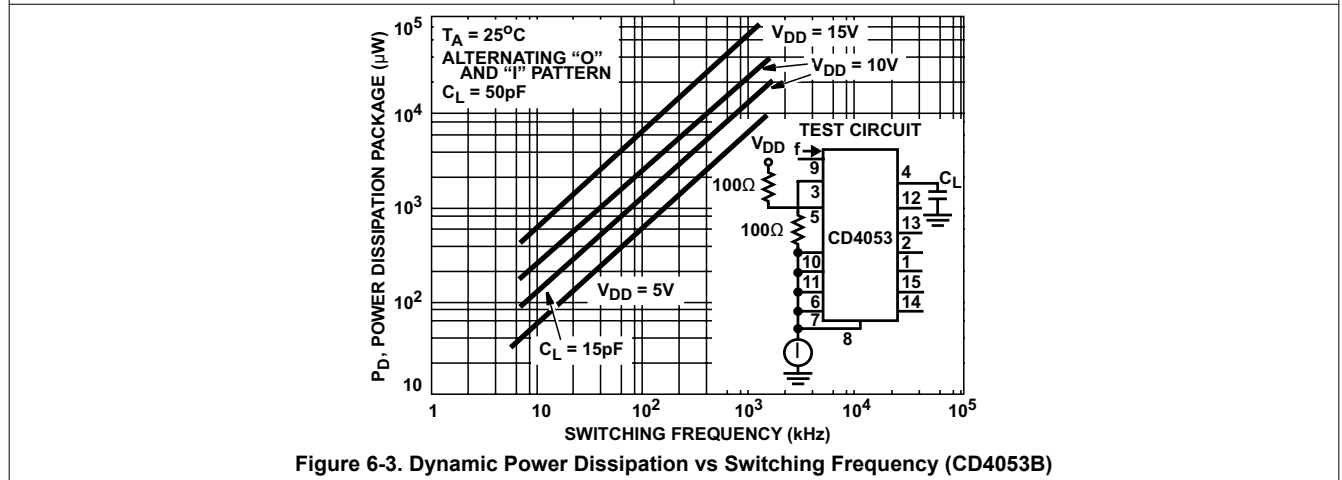 10⁵
10⁴
10³
10²
10
P_D, POWER DISSIPATION PACKAGE (μW)
T_A = 25°C
ALTERNATING “O”
AND “I” PATTERN
C_L = 50pF
V_DD = 15V
V_DD = 10V
V_DD = 5V
C_L = 15pF
TEST CIRCUIT
V_DD
f
100Ω
100Ω
9
3
5
10
11
6
7
8
CD4053
4
C_L
12
13
2
1
15
14
I
1
10
10²
10³
10⁴
10⁵
SWITCHING FREQUENCY (kHz)
Figure 6-3. Dynamic Power Dissipation vs Switching Frequency (CD4053B)